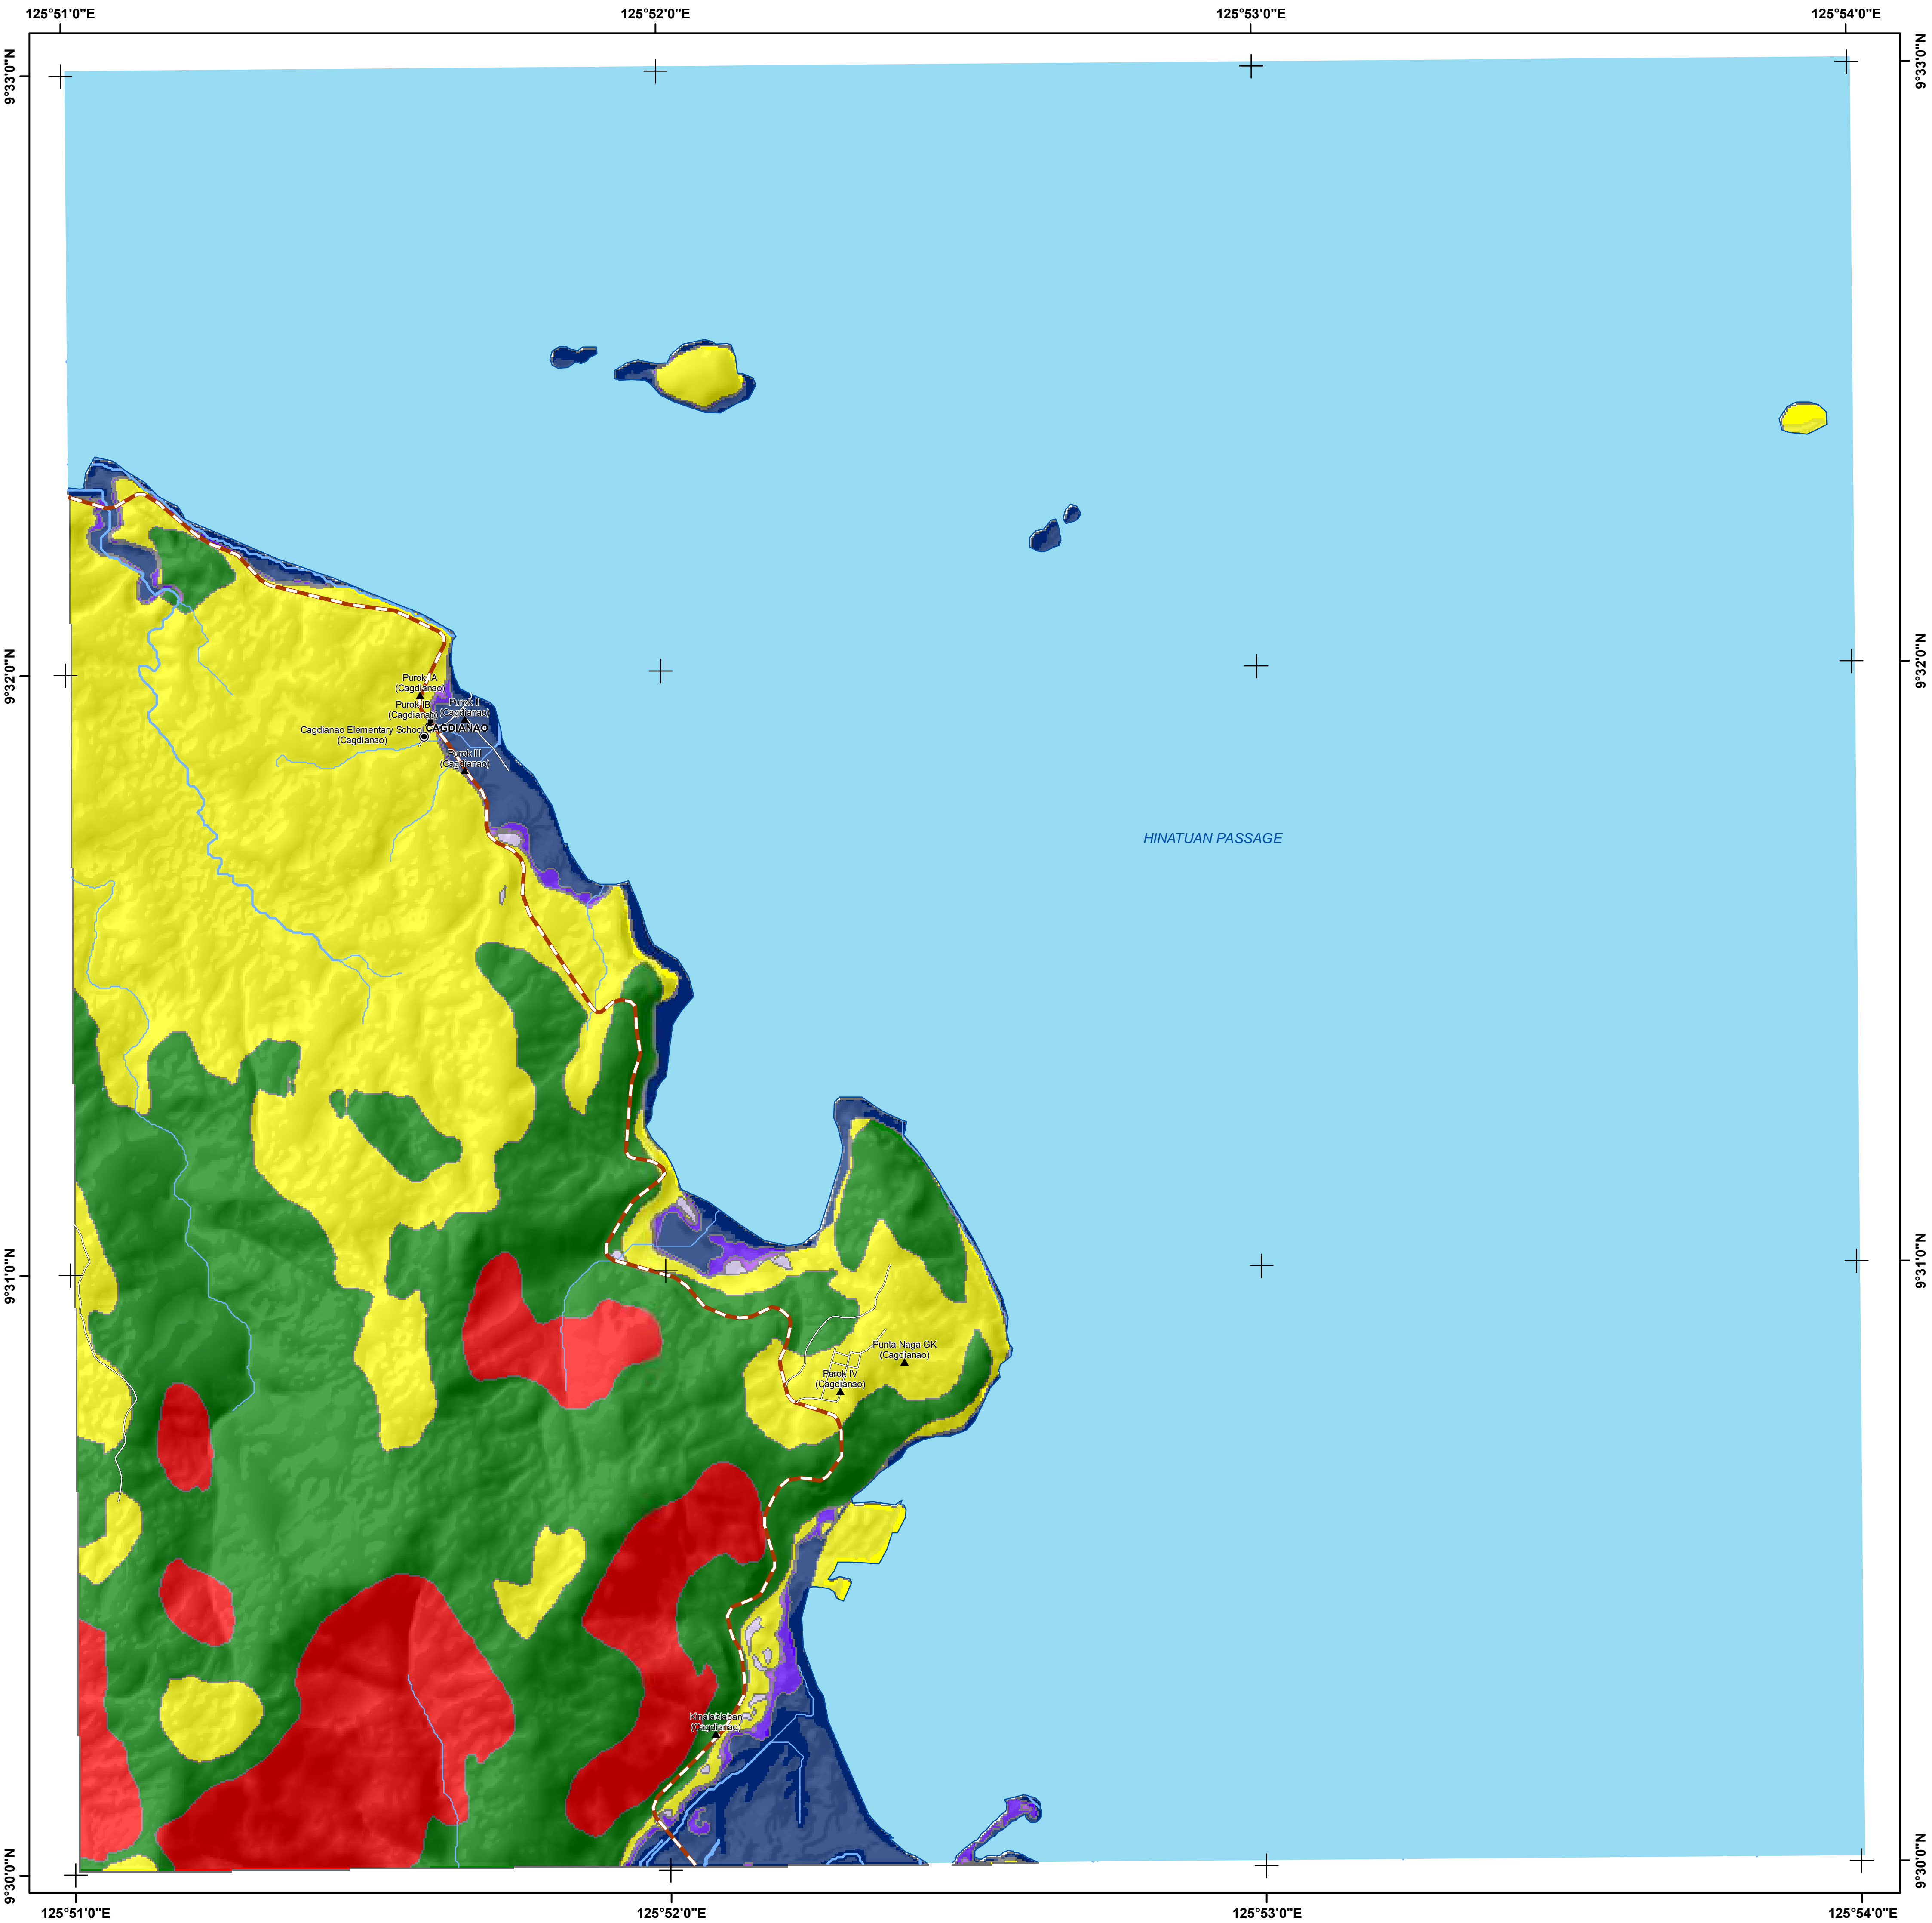 125°51'0"E
125°52'0"E
125°53'0"E
125°54'0"E
9°33'0"N
9°33'0"N
9°32'0"N
9°32'0"N
Purok IA
(Cagdianao)
Purok IB
(Cagdianao)
Purok II
(Cagdianao)
CAGDIANAO
Cagdianao Elementary School
(Cagdianao)
Purok III
(Cagdianao)
HINATUAN PASSAGE
9°31'0"N
9°31'0"N
Punta Naga GK
(Cagdianao)
Purok IV
(Cagdianao)
Kinalablaban
(Cagdianao)
9°30'0"N
9°30'0"N
125°51'0"E
125°52'0"E
125°53'0"E
125°54'0"E